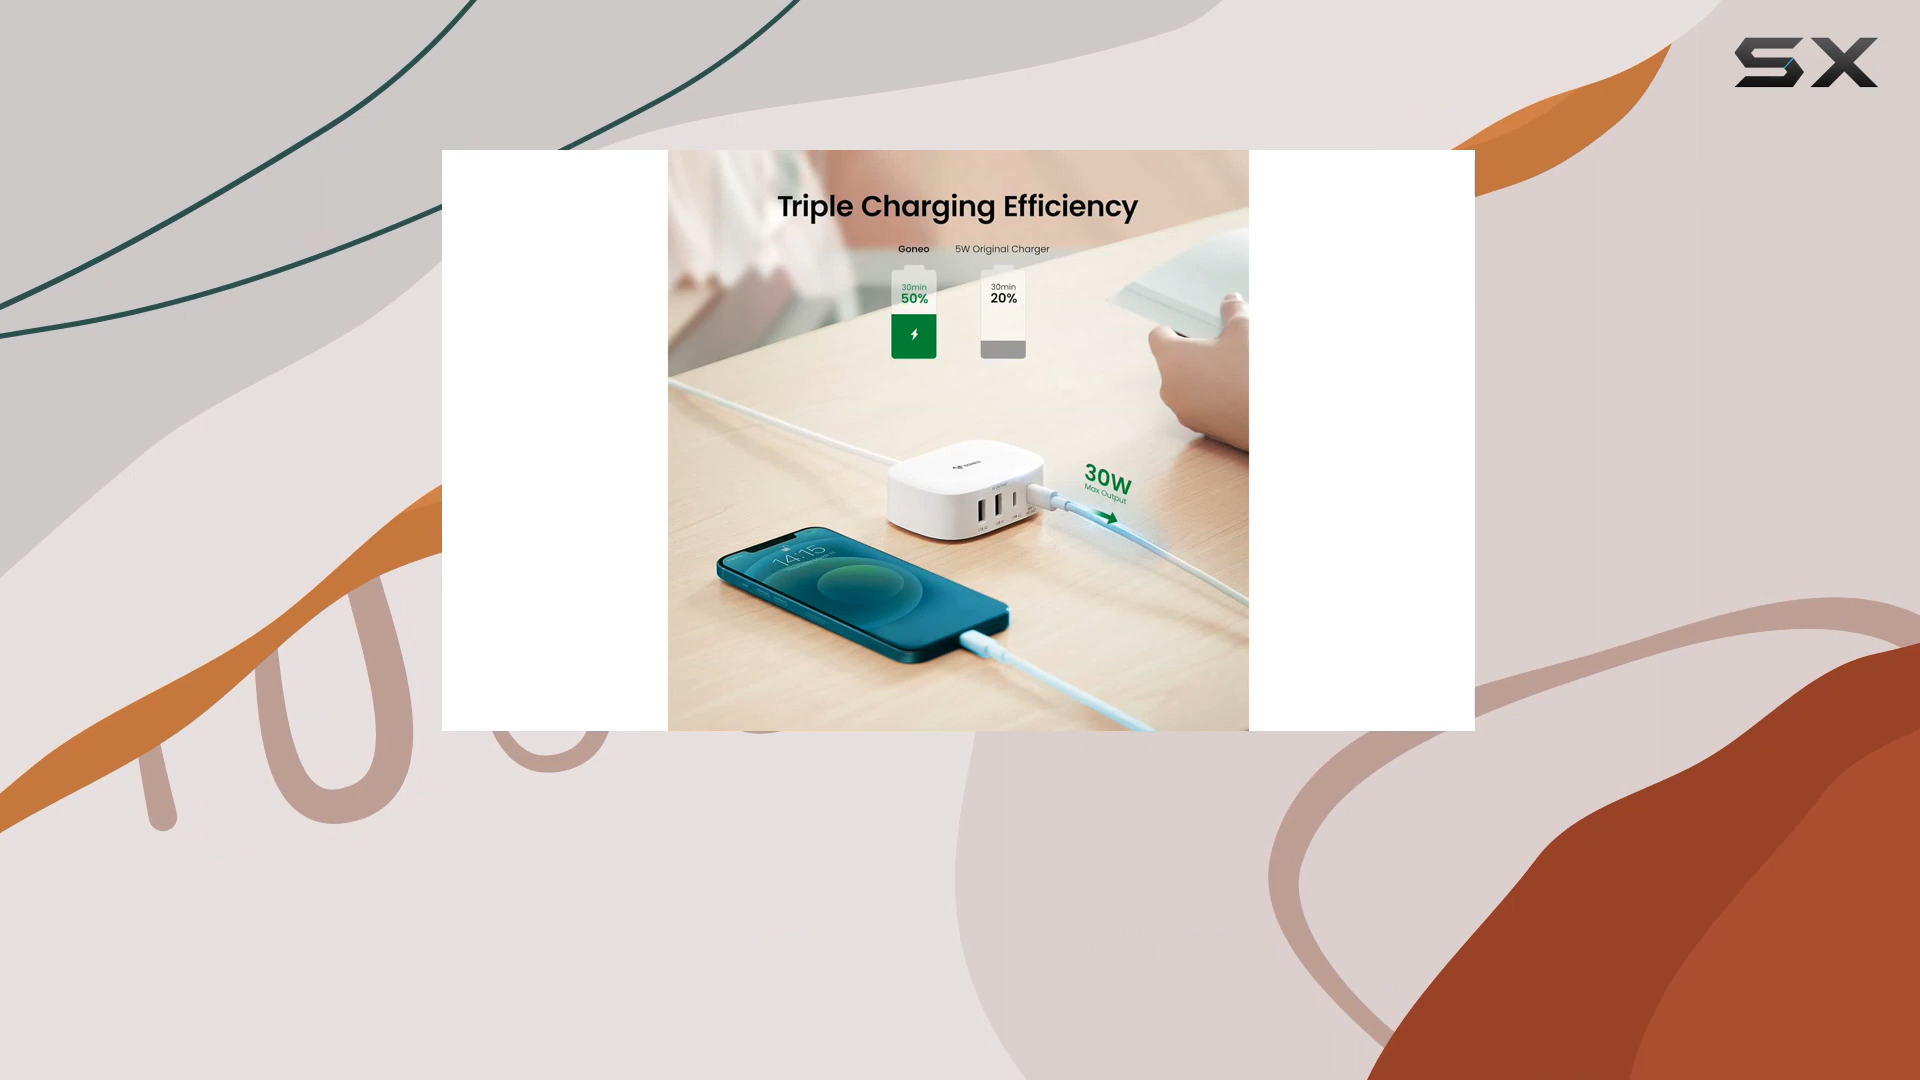 SX
Triple Charging Efficiency
Goneo
5W Original Charger
30min
50%
30min
20%
30W
Max Output
14:15